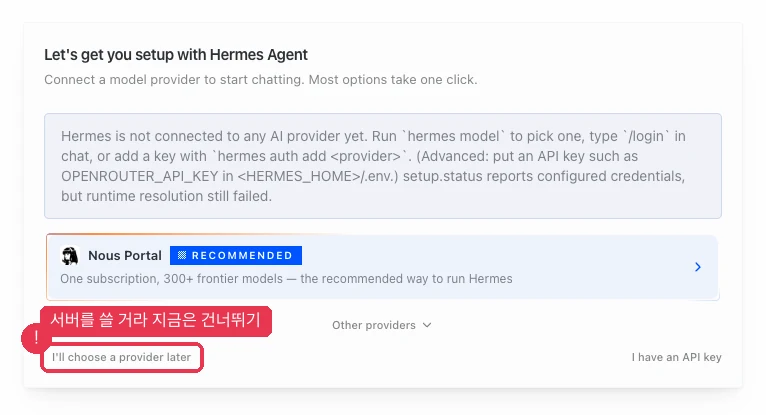 Let's get you setup with Hermes Agent
Connect a model provider to start chatting. Most options take one click.
Hermes is not connected to any AI provider yet. Run `hermes model` to pick one, type `/login` in
chat, or add a key with `hermes auth add <provider>`. (Advanced: put an API key such as
OPENROUTER_API_KEY in <HERMES_HOME>/.env.) setup.status reports configured credentials,
but runtime resolution still failed.
Nous Portal RECOMMENDED
One subscription, 300+ frontier models — the recommended way to run Hermes
서버를 쓸 거라 지금은 건너뛰기
Other providers
!
I'll choose a provider later
I have an API key